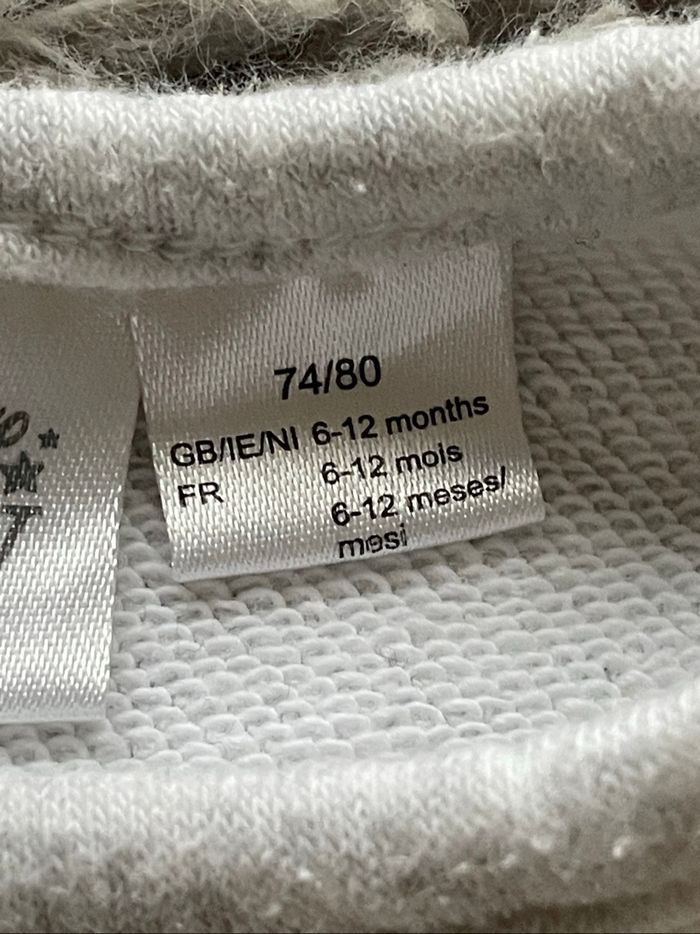 74/80
GB/IE/NI 6-12 months
FR 6-12 mois
6-12 meses/
mesi